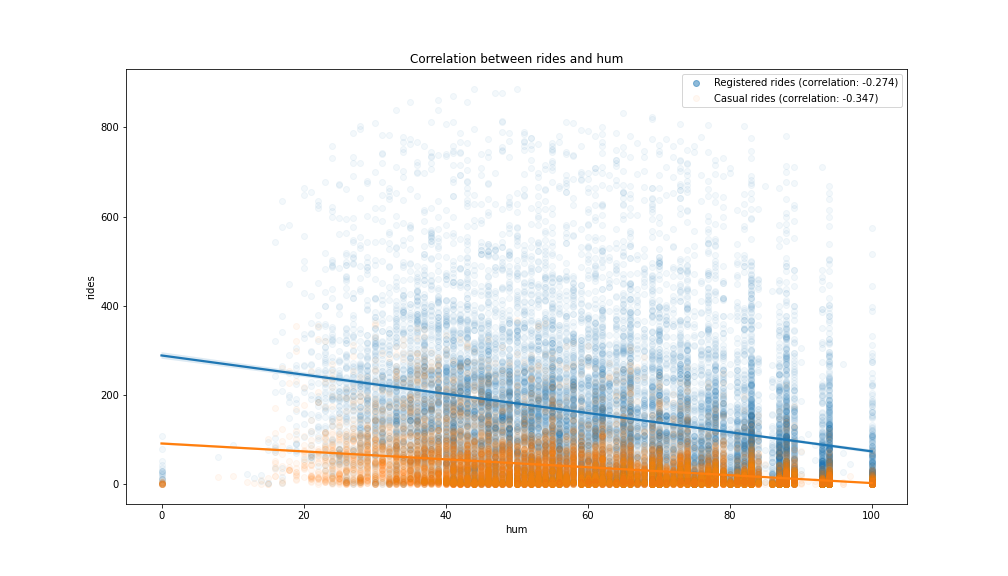 Correlation between rides and hum
Registered rides (correlation: -0.274)
Casual rides (correlation: -0.347)
800
600
400
200
0
rides
0 20 40 60 80 100
hum